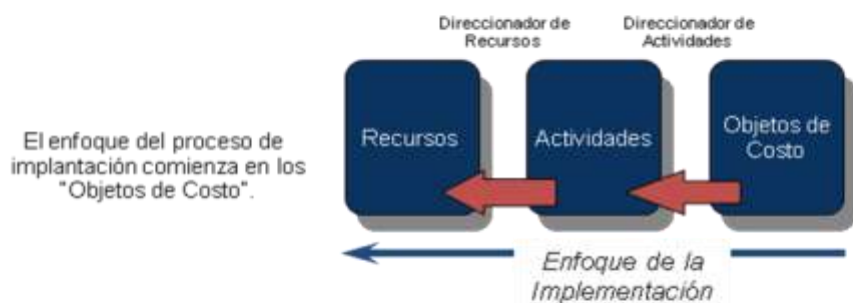 Direccionador de
Recursos
Direccionador de
Actividades
El enfoque del proceso de
implantación comienza en los
"Objetos de Costo".
Recursos
Actividades
Objetos de
Costo
Enfoque de la
Implementación